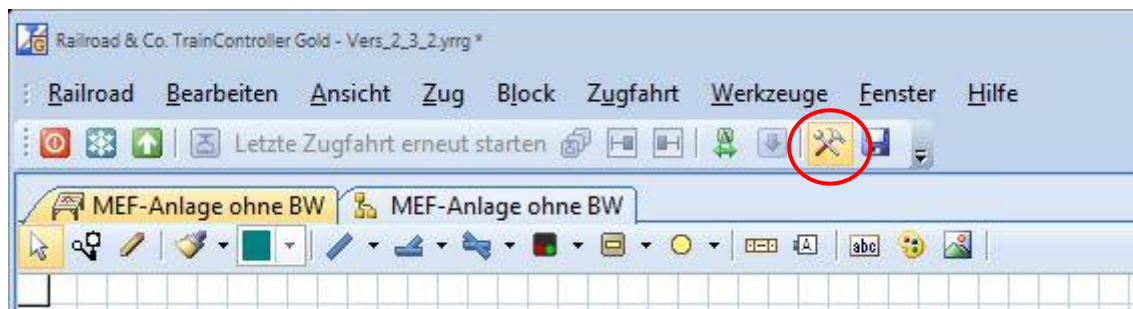 Railroad & Co. TrainController Gold - Vers_2_3_2.yrrg *
Railroad Bearbeiten Ansicht Zug Block Zugfahrt Werkzeuge Fenster Hilfe
Letzte Zugfahrt erneut starten
MEF-Anlage ohne BW MEF-Anlage ohne BW
A abc